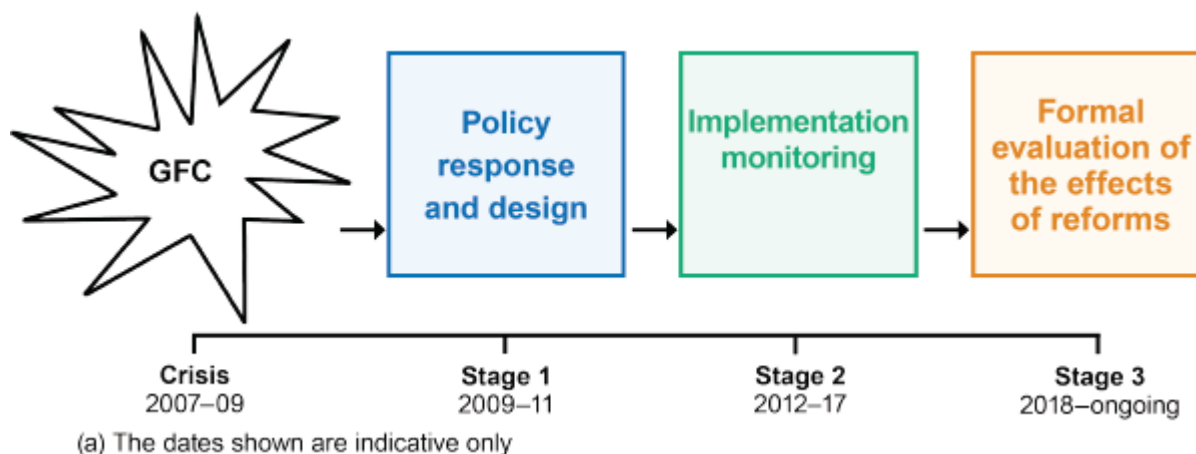 GFC
Policy
response
and design
Implementation
monitoring
Formal
evaluation of
the effects
of reforms
Crisis
2007–09
Stage 1
2009–11
Stage 2
2012–17
Stage 3
2018–ongoing
(a) The dates shown are indicative only